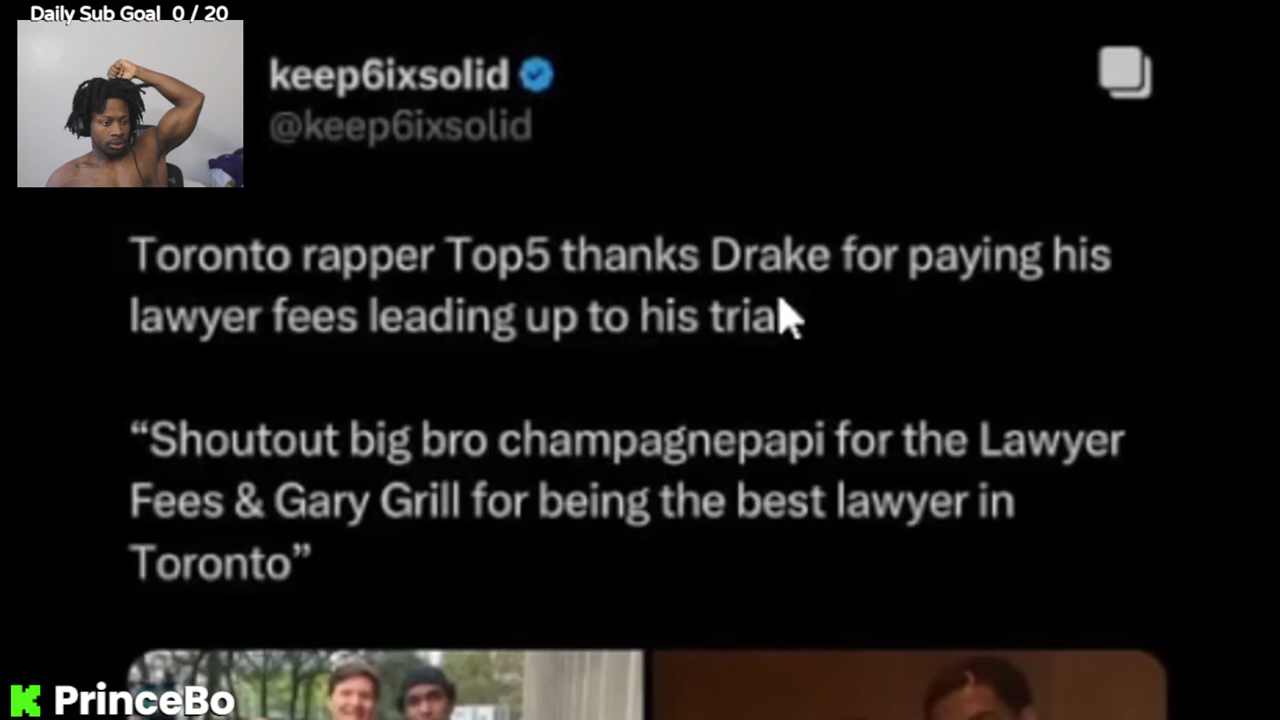 Daily Sub Goal 0 / 20
keep6ixsolid
@keep6ixsolid
Toronto rapper Top5 thanks Drake for paying his
lawyer fees leading up to his trial
“Shoutout big bro champagnepapi for the Lawyer
Fees & Gary Grill for being the best lawyer in
Toronto”
PrinceBo